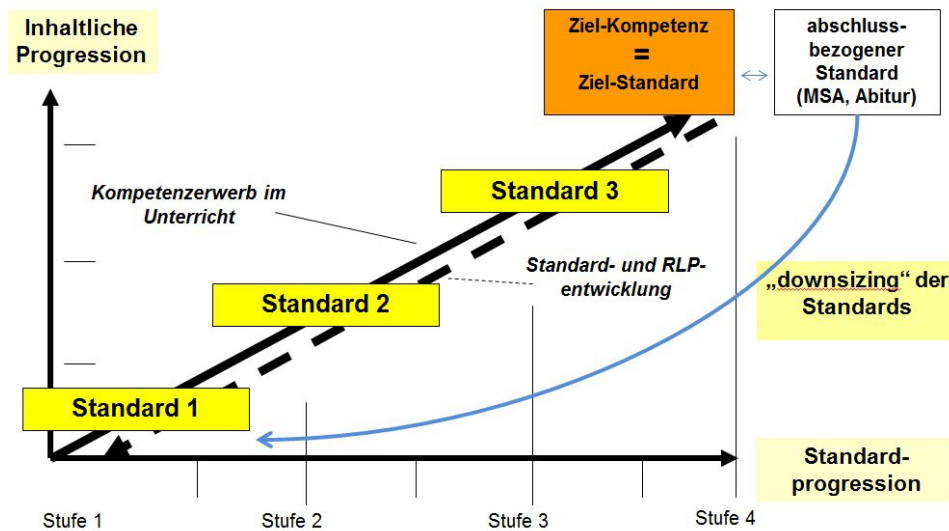 Inhaltliche
Progression
Ziel-Kompetenz
=
Ziel-Standard
abschluss-
bezogener
Standard
(MSA, Abitur)
Kompetenzerwerb im
Unterricht
Standard 3
Standard- und RLP-
entwicklung
„downsizing“ der
Standards
Standard 2
Standard 1
Standard-
progression
Stufe 1
Stufe 2
Stufe 3
Stufe 4